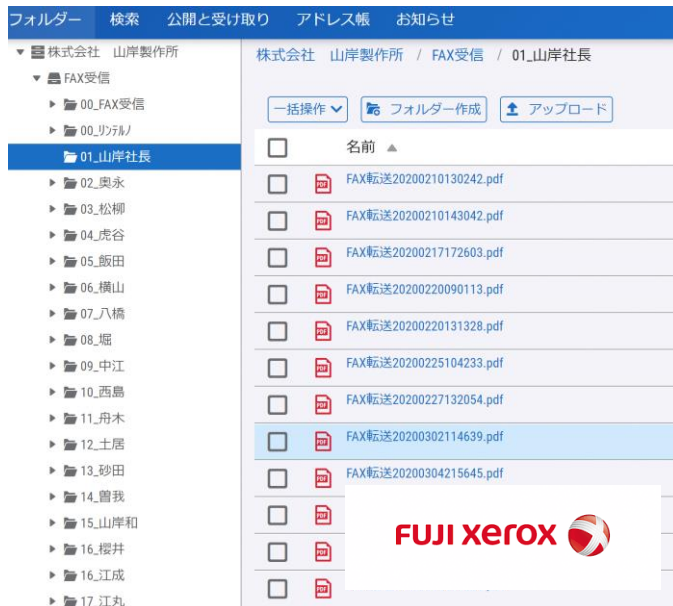 フォルダー 検索 公開と受け取り アドレス帳 お知らせ
株式会社 山岸製作所
FAX受信
00_FAX受信
00_リンテルノ
01_山岸社長
02_奥永
03_松柳
04_虎谷
05_飯田
06_横山
07_八橋
08_堀
09_中江
10_西島
11_舟木
12_土居
13_砂田
14_曽我
15_山岸和
16_櫻井
16_江成
17_江丸
株式会社 山岸製作所 / FAX受信 / 01_山岸社長
一括操作 フォルダー作成 アップロード
名前
FAX転送20200210130242.pdf
FAX転送20200210143042.pdf
FAX転送20200217172603.pdf
FAX転送20200220090113.pdf
FAX転送20200220131328.pdf
FAX転送20200225104233.pdf
FAX転送20200227132054.pdf
FAX転送20200302114639.pdf
FAX転送20200304215645.pdf
FUJI xerox